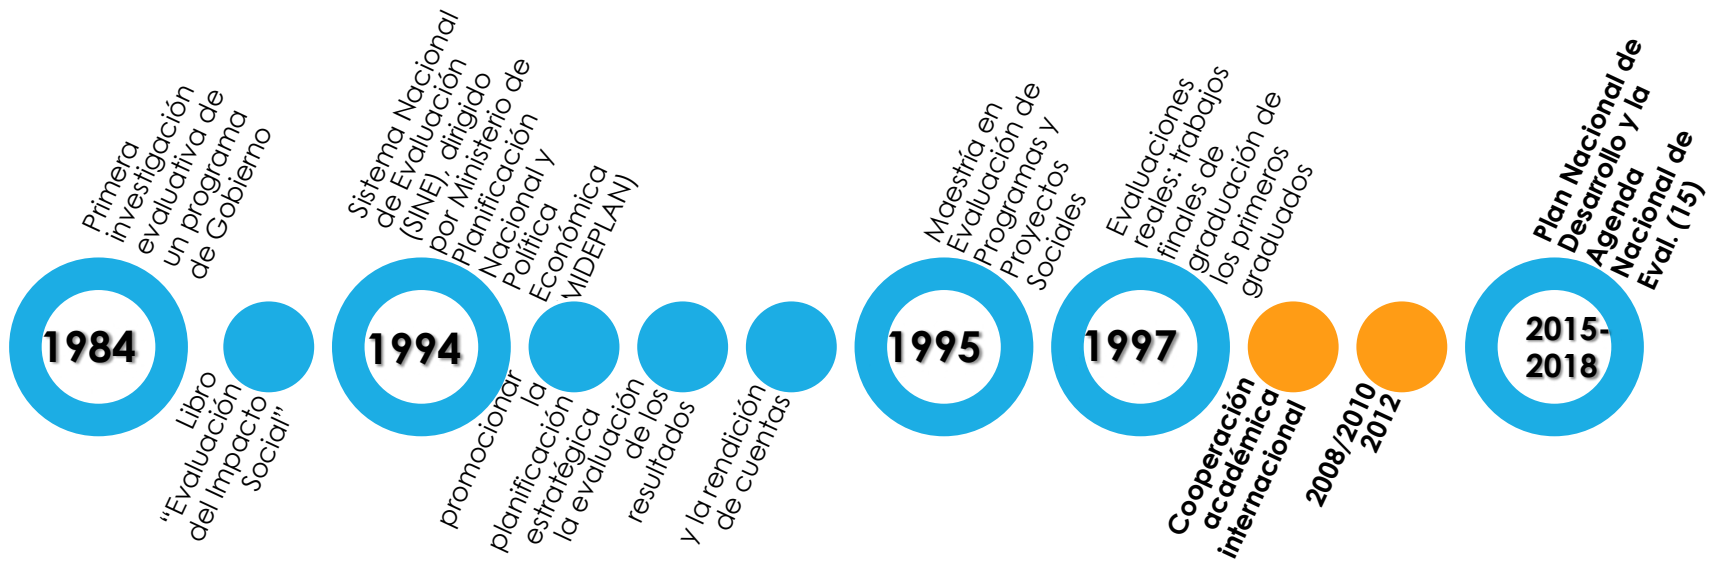 Primera
investigación
evaluativa de
un programa
de Gobierno
1984
Libro
“Evaluación
del Impacto
Social”
Sistema Nacional
de Evaluación
(SINE), dirigido
por Ministerio de
Planificación
Nacional y
Política
Económica
MIDEPLAN)
1994
promocionar
la
planificación
estratégica
la evaluación
de los
resultados
y la rendición
de cuentas
Maestría en
Evaluación de
Programas y
Proyectos
Sociales
1995
Evaluaciones
reales: trabajos
finales de
graduación de
los primeros
graduados
1997
Cooperación
académica
internacional
2008/2010
2012
Plan Nacional de
Desarrollo y la
Agenda
Nacional de
Eval. (15)
2015-
2018